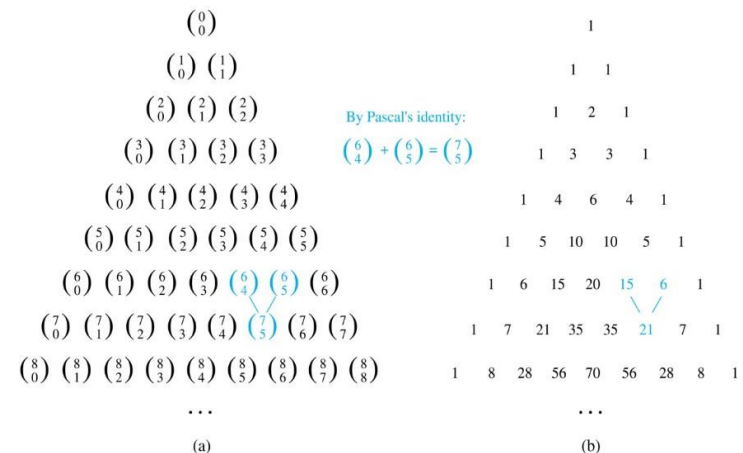 (0 0)
(1 0) (1 1)
(2 0) (2 1) (2 2)
(3 0) (3 1) (3 2) (3 3)
(4 0) (4 1) (4 2) (4 3) (4 4)
(5 0) (5 1) (5 2) (5 3) (5 4) (5 5)
(6 0) (6 1) (6 2) (6 3) (6 4) (6 5) (6 6)
(7 0) (7 1) (7 2) (7 3) (7 4) (7 5) (7 6) (7 7)
(8 0) (8 1) (8 2) (8 3) (8 4) (8 5) (8 6) (8 7) (8 8)
...
(a)
By Pascal's identity:
(6 4) + (6 5) = (7 5)
1
1 1
1 2 1
1 3 3 1
1 4 6 4 1
1 5 10 10 5 1
1 6 15 20 15 6 1
1 7 21 35 35 21 7 1
1 8 28 56 70 56 28 8 1
...
(b)